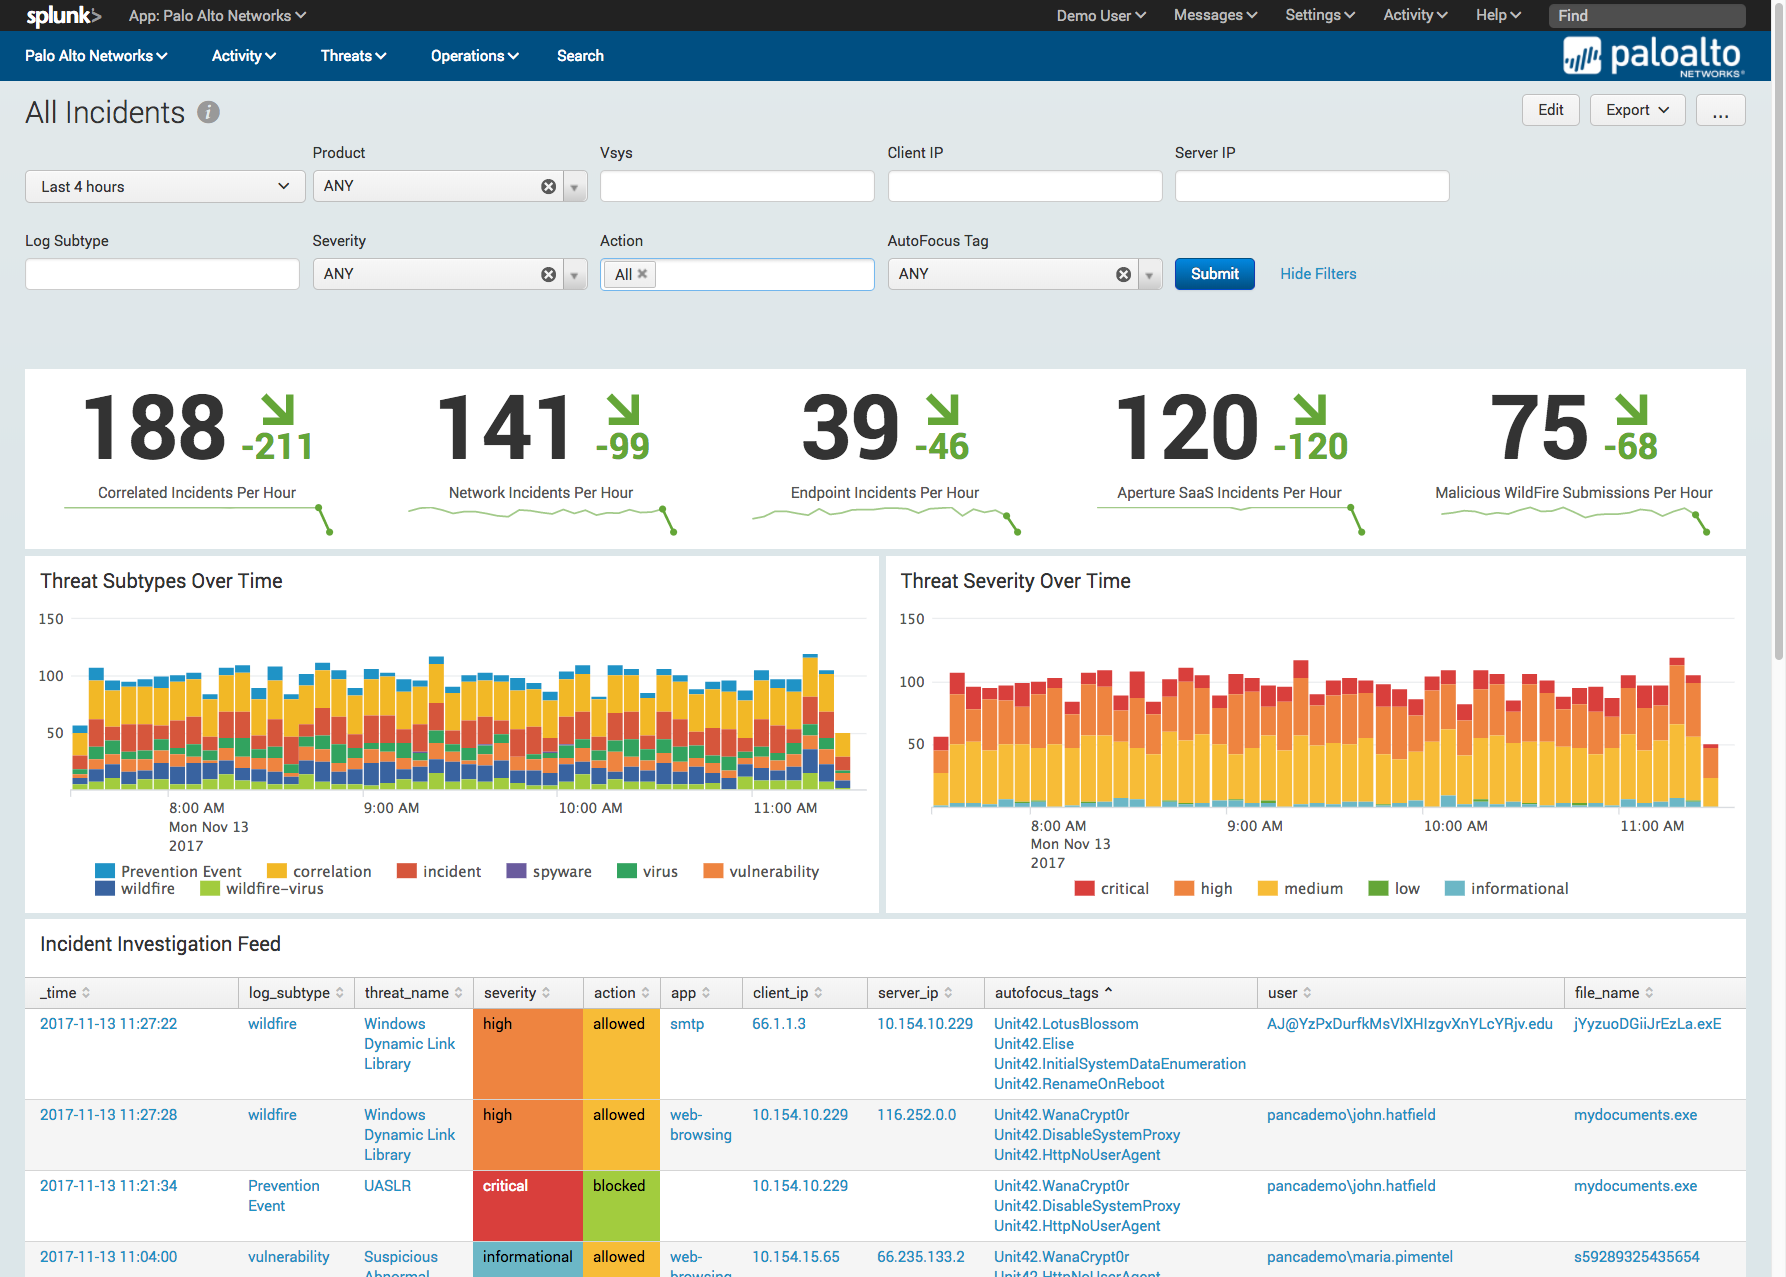 splunk> App: Palo Alto Networks Demo User Messages Settings Activity Help Find
Palo Alto Networks Activity Threats Operations Search paloalto NETWORKS®
All Incidents i Edit Export ...
Product Vsys Client IP Server IP
Last 4 hours ANY
Log Subtype Severity Action AutoFocus Tag
ANY All ANY Submit Hide Filters
188 -211 141 -99 39 -46 120 -120 75 -68
Correlated Incidents Per Hour Network Incidents Per Hour Endpoint Incidents Per Hour Aperture SaaS Incidents Per Hour Malicious WildFire Submissions Per Hour
Threat Subtypes Over Time
150
100
50
8:00 AM 9:00 AM 10:00 AM 11:00 AM
Mon Nov 13
2017
Prevention Event correlation incident spyware virus vulnerability
wildfire wildfire-virus
Threat Severity Over Time
150
100
50
8:00 AM 9:00 AM 10:00 AM 11:00 AM
Mon Nov 13
2017
critical high medium low informational
Incident Investigation Feed
_time log_subtype threat_name severity action app client_ip server_ip autofocus_tags user file_name
2017-11-13 11:27:22 wildfire Windows high allowed smtp 66.1.1.3 10.154.10.229 Unit42.LotusBlossom AJ@YzPxDurfkMsVlXHIzgvXnYLcYRjv.edu jYyzuoDGiiJrEzLa.exE
Dynamic Link Unit42.Elise
Library Unit42.InitialSystemDataEnumeration
Unit42.RenameOnReboot
2017-11-13 11:27:28 wildfire Windows high allowed web- 10.154.10.229 116.252.0.0 Unit42.WanaCrypt0r pancademo\john.hatfield mydocuments.exe
Dynamic Link browsing Unit42.DisableSystemProxy
Library Unit42.HttpNoUserAgent
2017-11-13 11:21:34 Prevention UASLR critical blocked 10.154.10.229 Unit42.WanaCrypt0r pancademo\john.hatfield mydocuments.exe
Event Unit42.DisableSystemProxy
Unit42.HttpNoUserAgent
2017-11-13 11:04:00 vulnerability Suspicious informational allowed web- 10.154.15.65 66.235.133.2 Unit42.WanaCrypt0r pancademo\maria.pimentel s59289325435654
Abnormal browsing Unit42.HttpNoUserAgent